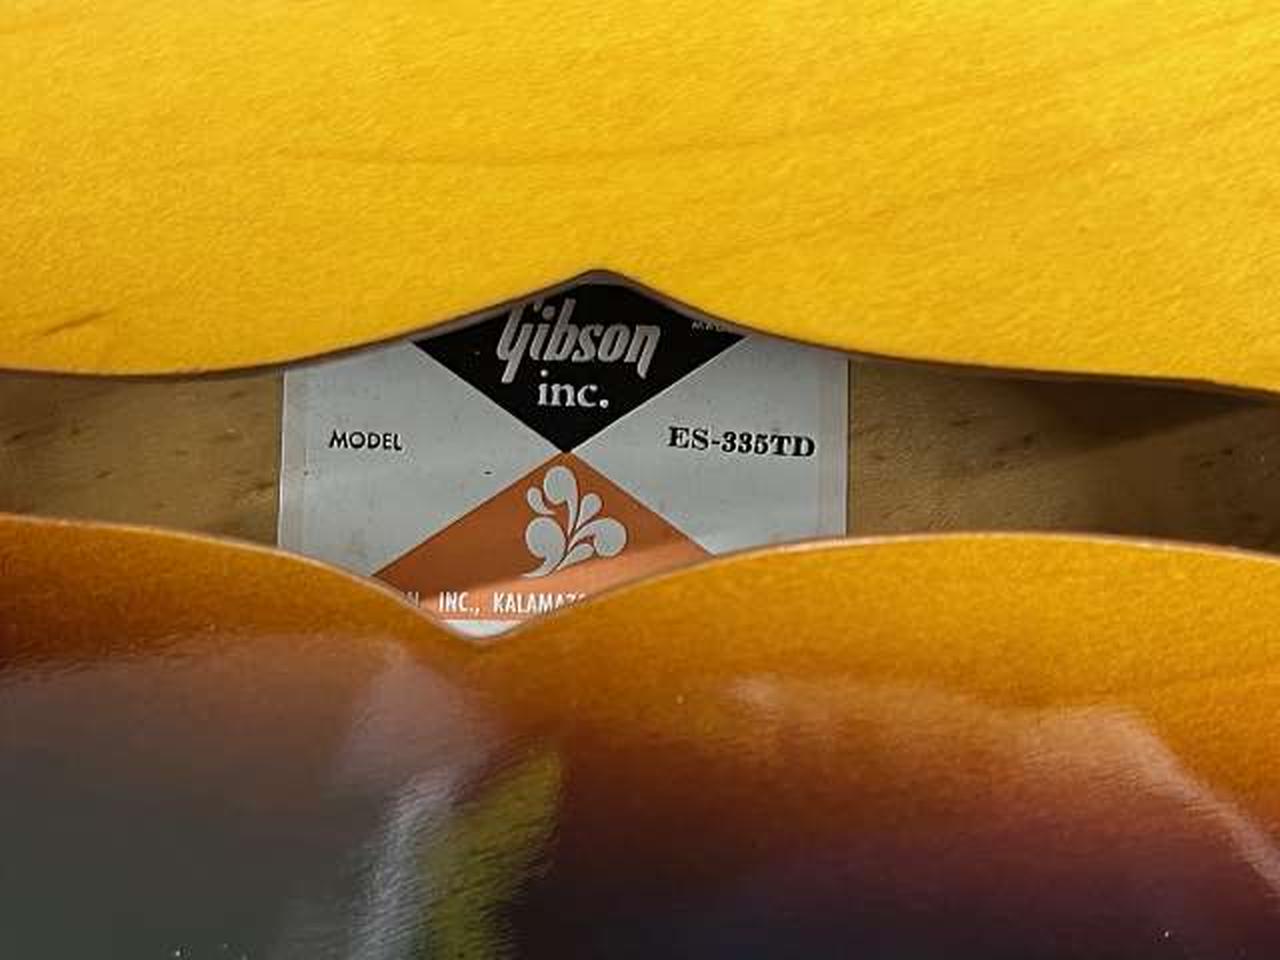 Gibson
inc.
MODEL
ES-335TD
INC., KALAMAZ